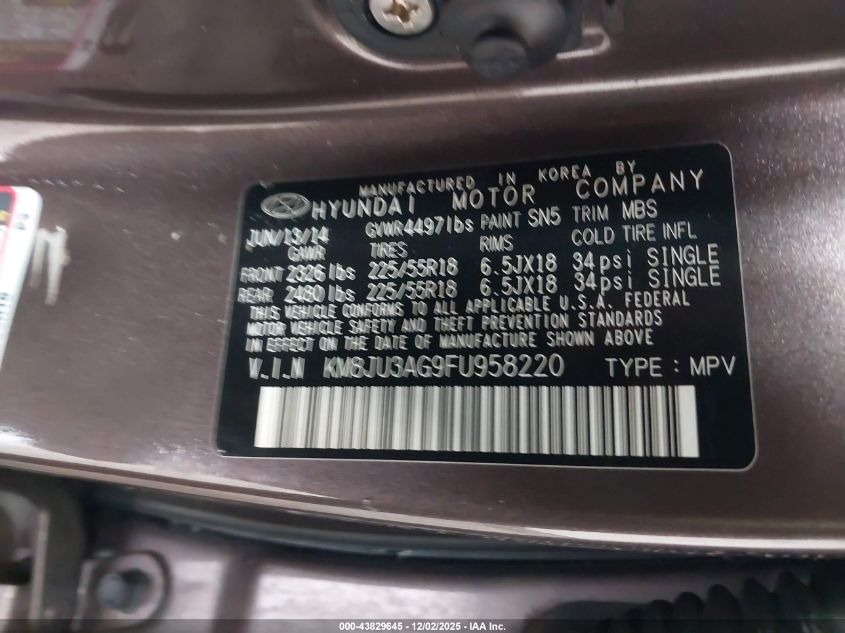 MANUFACTURED IN KOREA BY
HYUNDAI MOTOR COMPANY
JUN/13/14 GVWR 4497lbs PAINT SN5 TRIM MBS
GAWR TIRES RIMS COLD TIRE INFL
FRONT 2326lbs 225/55R18 6.5JX18 34psi SINGLE
REAR 2480lbs 225/55R18 6.5JX18 34psi SINGLE
THIS VEHICLE CONFORMS TO ALL APPLICABLE U.S.A. FEDERAL
MOTOR VEHICLE SAFETY AND THEFT PREVENTION STANDARDS
IN EFFECT ON THE DATE OF MANUFACTURE SHOWN ABOVE.
V.I.N KM8JU3AG9FU958220 TYPE : MPV
000-43829645 • 12/02/2025 • IAA Inc.